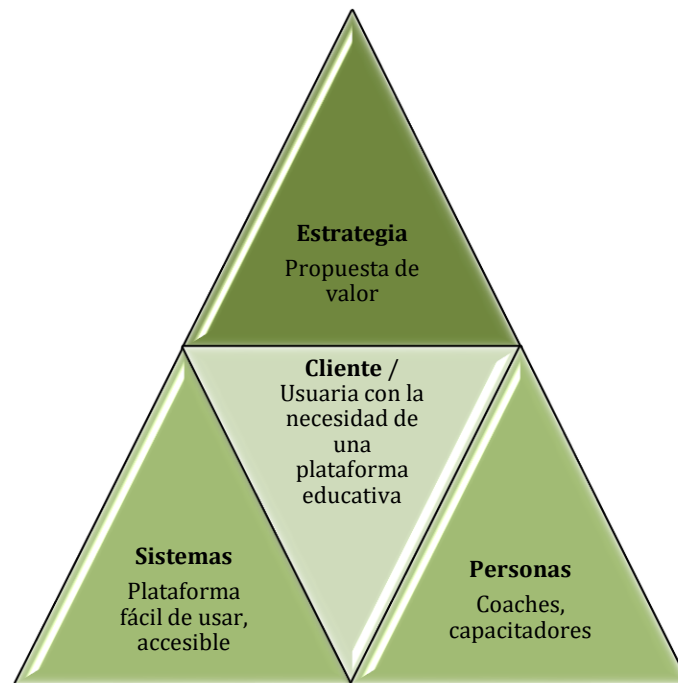 Estrategia
Propuesta de
valor
Cliente /
Usuaria con la
necesidad de
una
plataforma
educativa
Sistemas
Plataforma
fácil de usar,
accesible
Personas
Coaches,
capacitadores